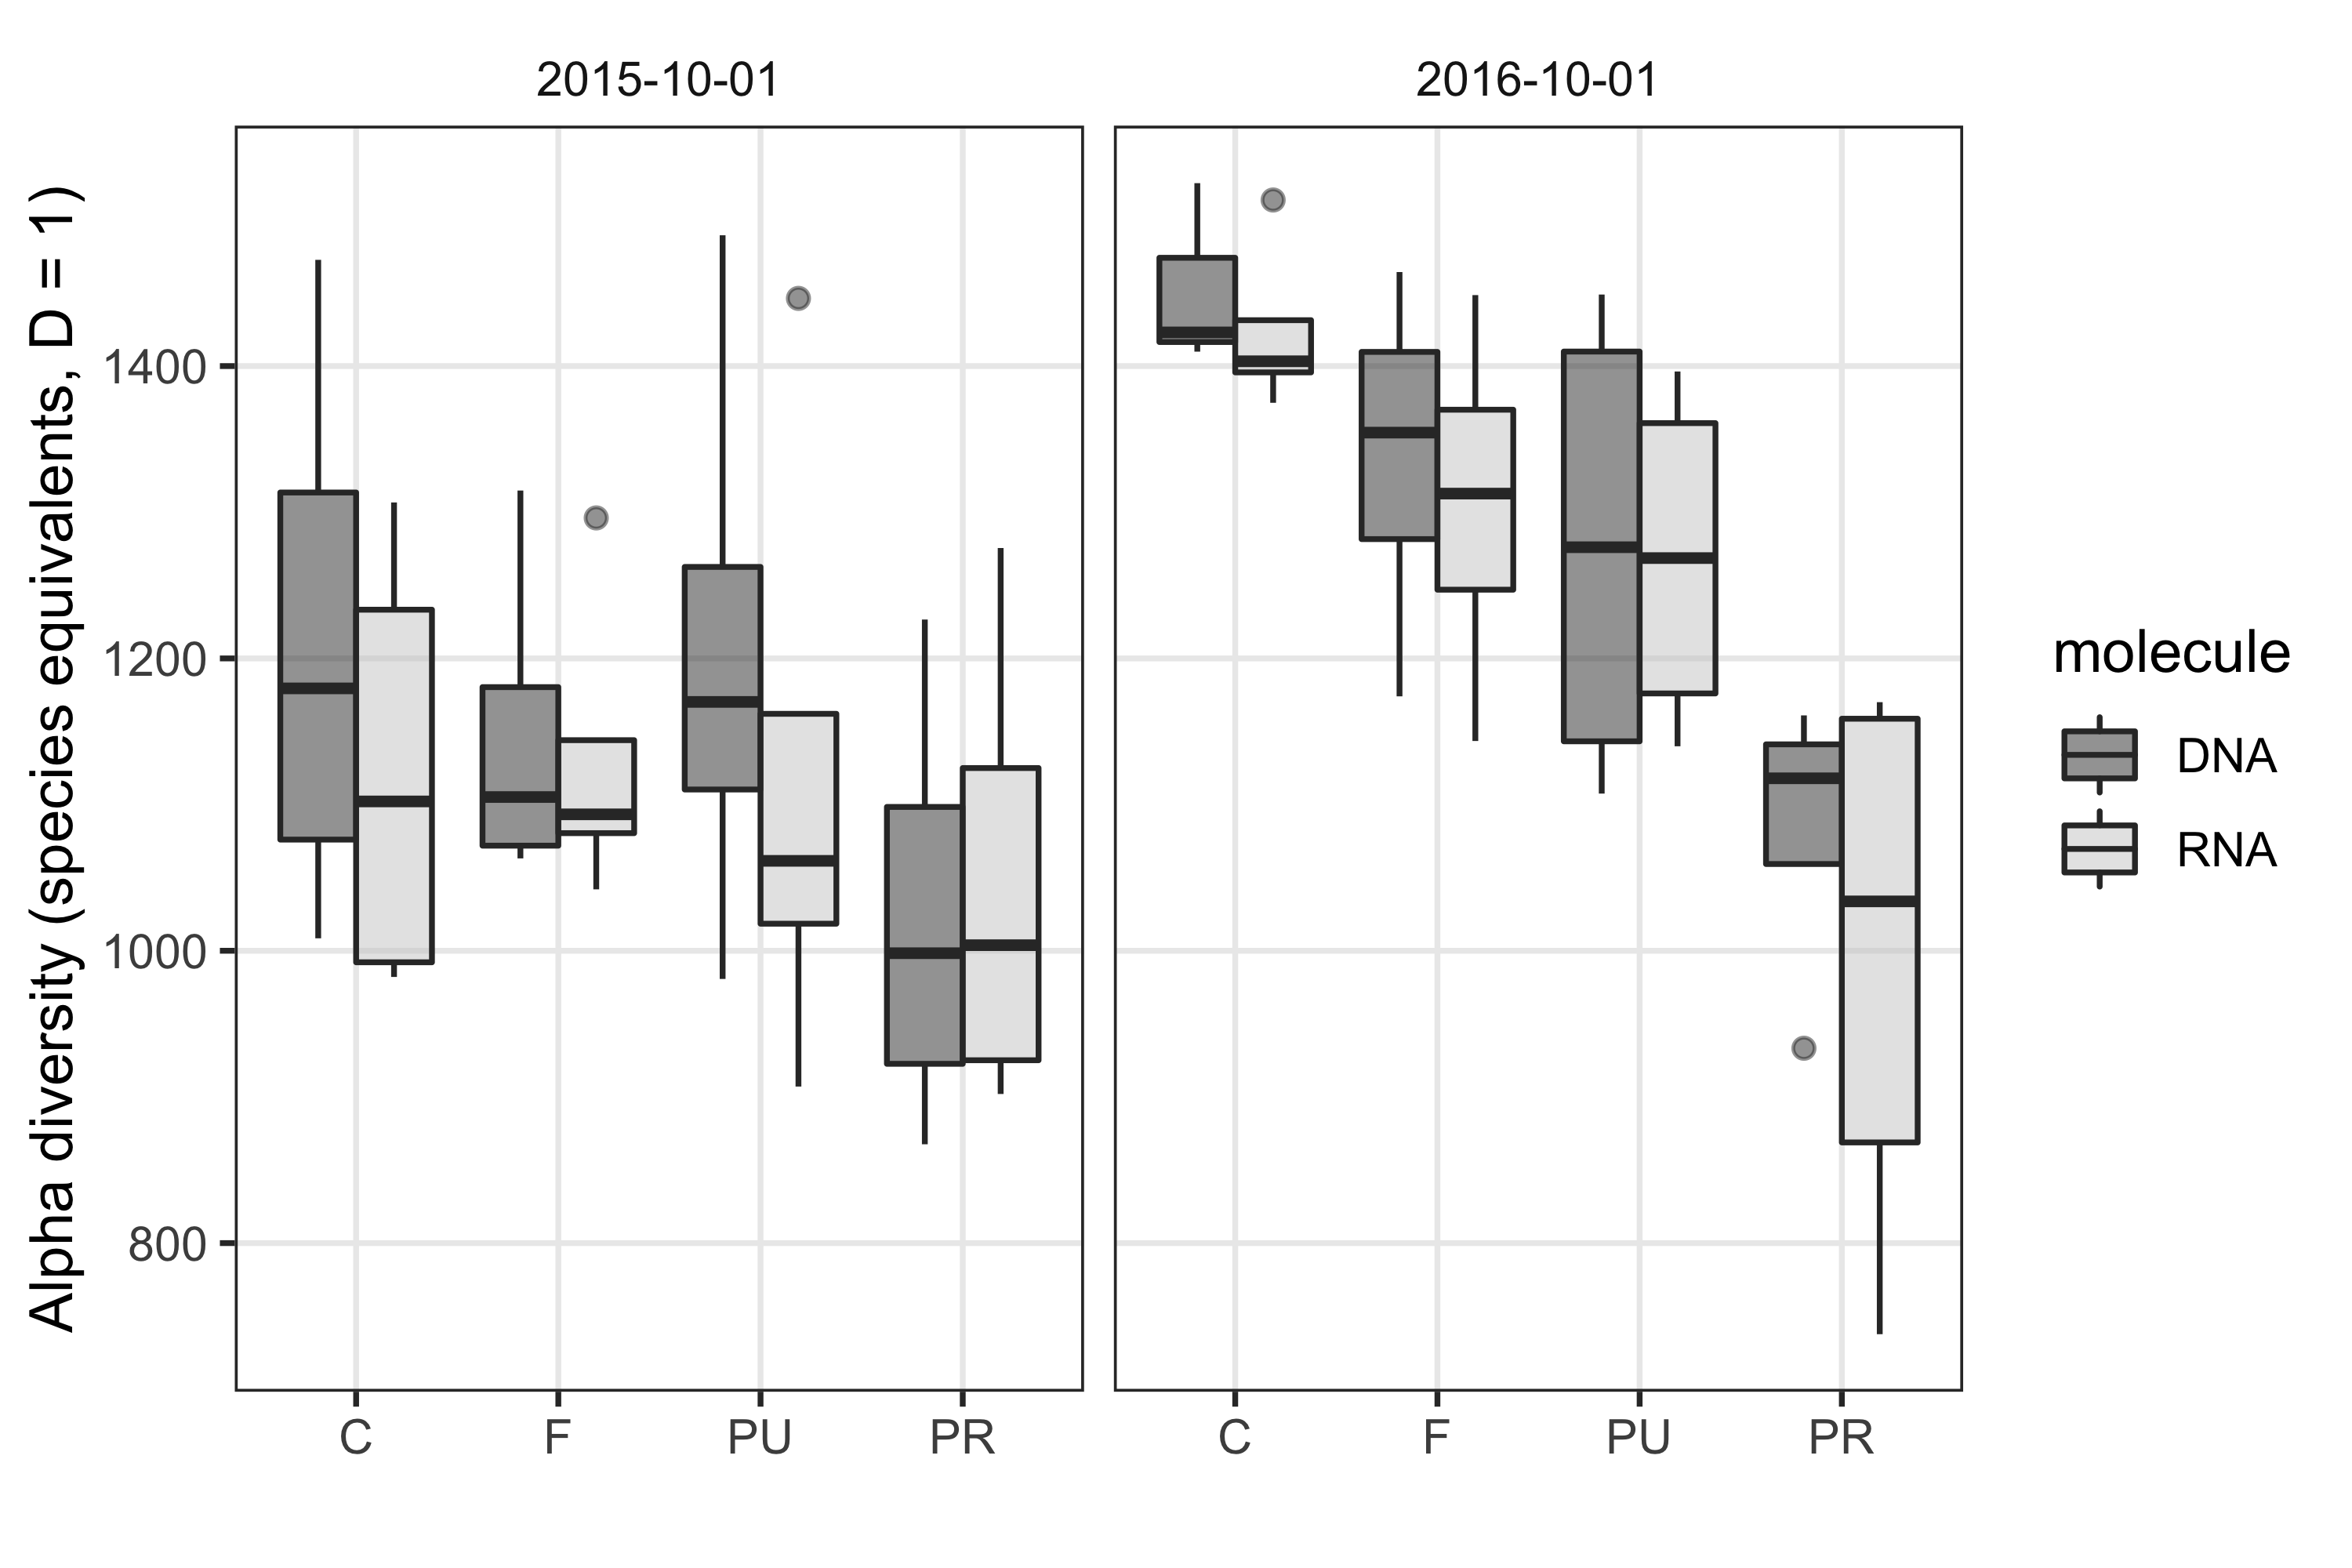 2015-10-01
2016-10-01
Alpha diversity (species equivalents, D = 1)
1400
1200
1000
800
C F PU PR
C F PU PR
molecule
DNA
RNA